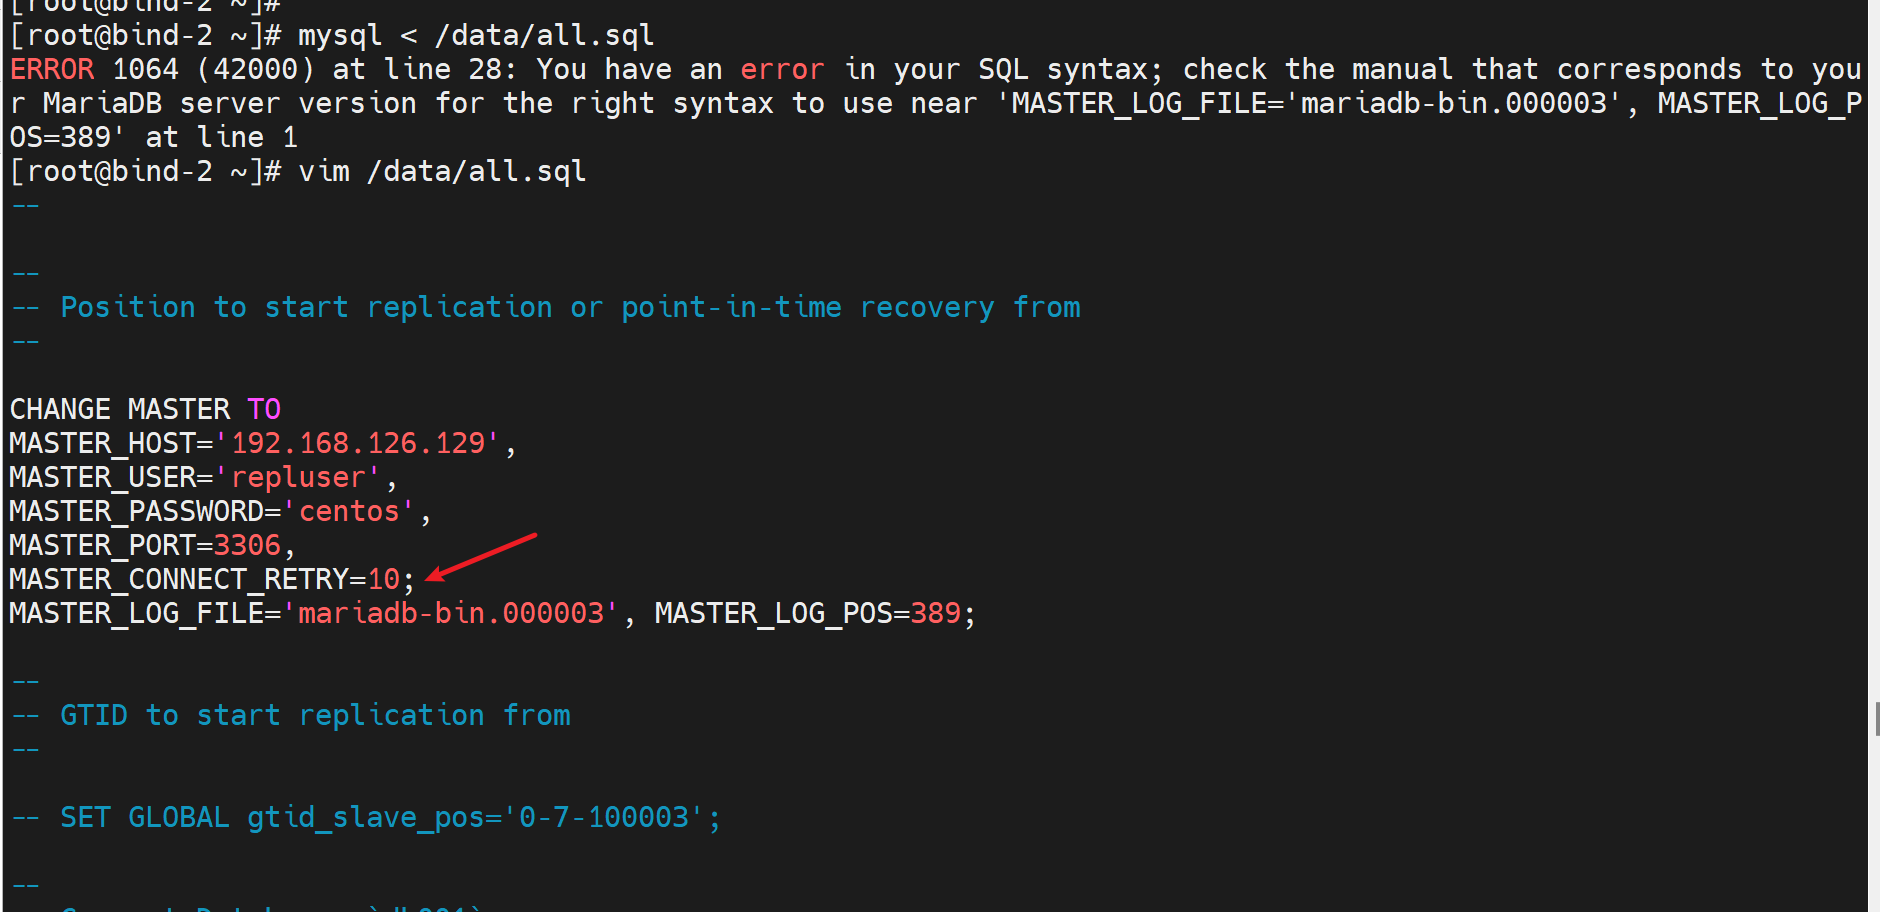 [root@bind-2 ~]#
[root@bind-2 ~]# mysql < /data/all.sql
ERROR 1064 (42000) at line 28: You have an error in your SQL syntax; check the manual that corresponds to you
r MariaDB server version for the right syntax to use near 'MASTER_LOG_FILE='mariadb-bin.000003', MASTER_LOG_P
OS=389' at line 1
[root@bind-2 ~]# vim /data/all.sql
--
--
-- Position to start replication or point-in-time recovery from
--
CHANGE MASTER TO
MASTER_HOST='192.168.126.129',
MASTER_USER='repluser',
MASTER_PASSWORD='centos',
MASTER_PORT=3306,
MASTER_CONNECT_RETRY=10;
MASTER_LOG_FILE='mariadb-bin.000003', MASTER_LOG_POS=389;
--
-- GTID to start replication from
--
-- SET GLOBAL gtid_slave_pos='0-7-100003';
--